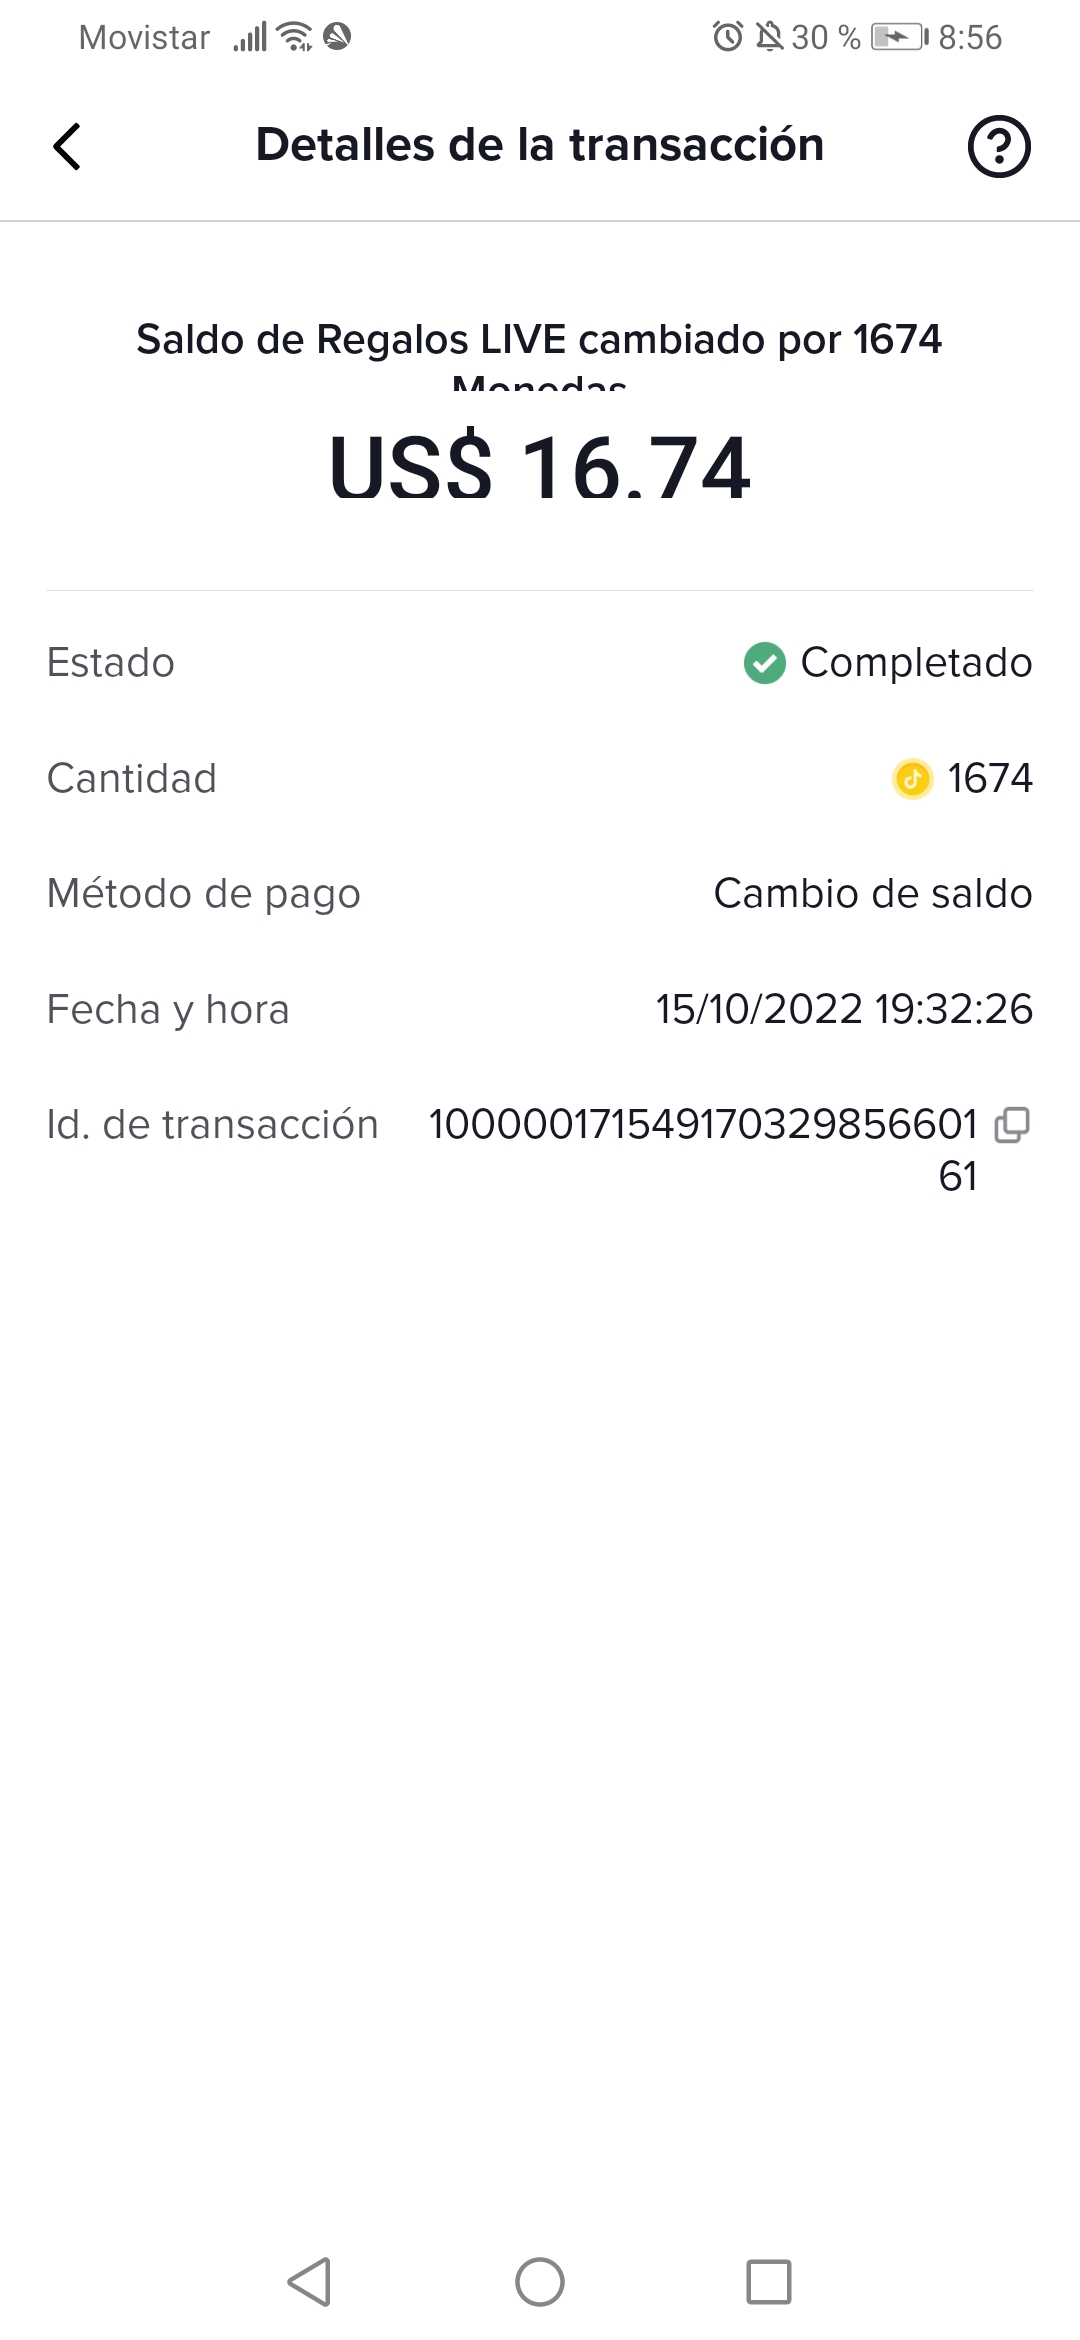 Movistar 30 % 8:56
Detalles de la transacción
Saldo de Regalos LIVE cambiado por 1674
Monedas
US$ 16.74
Estado Completado
Cantidad 1674
Método de pago Cambio de saldo
Fecha y hora 15/10/2022 19:32:26
Id. de transacción 1000001715491703298566​01
61